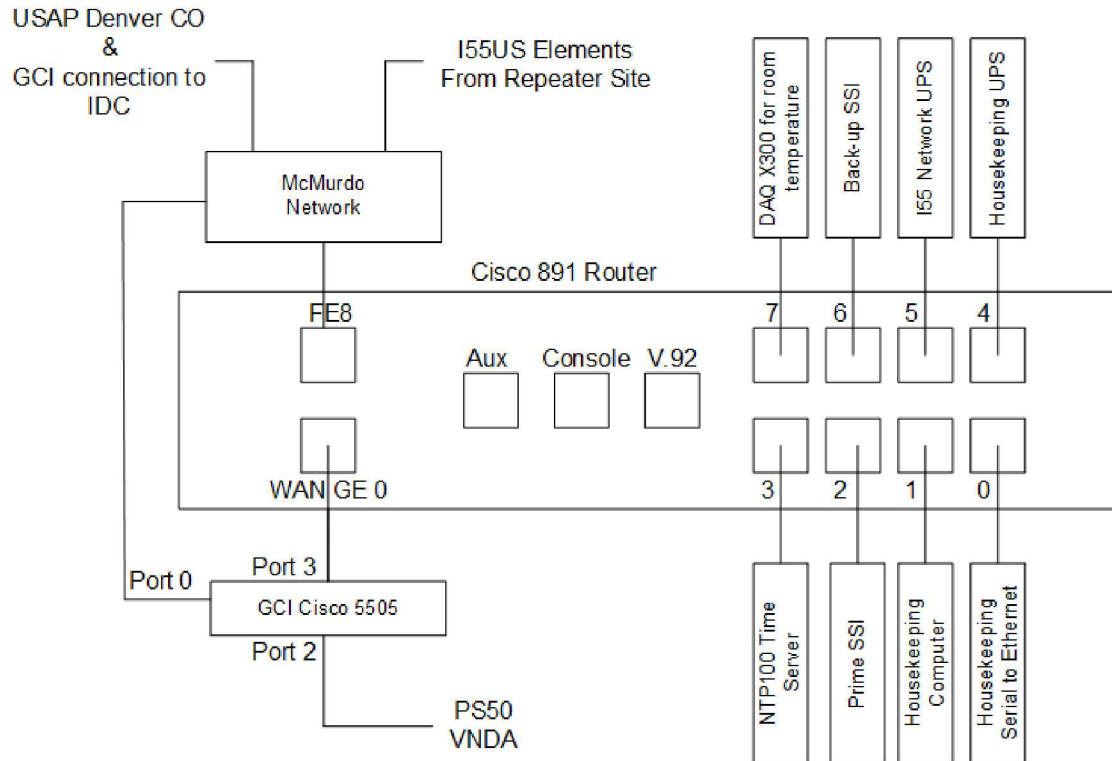 USAP Denver CO
&
GCI connection to
IDC
I55US Elements
From Repeater Site
McMurdo
Network
DAQ X300 for room
temperature
Back-up SSI
I55 Network UPS
Housekeeping UPS
Cisco 891 Router
FE8
7
6
5
4
Aux
Console
V.92
WAN GE 0
3
2
1
0
Port 3
Port 0
GCI Cisco 5505
Port 2
PS50
VNDA
NTP100 Time
Server
Prime SSI
Housekeeping
Computer
Housekeeping
Serial to Ethernet